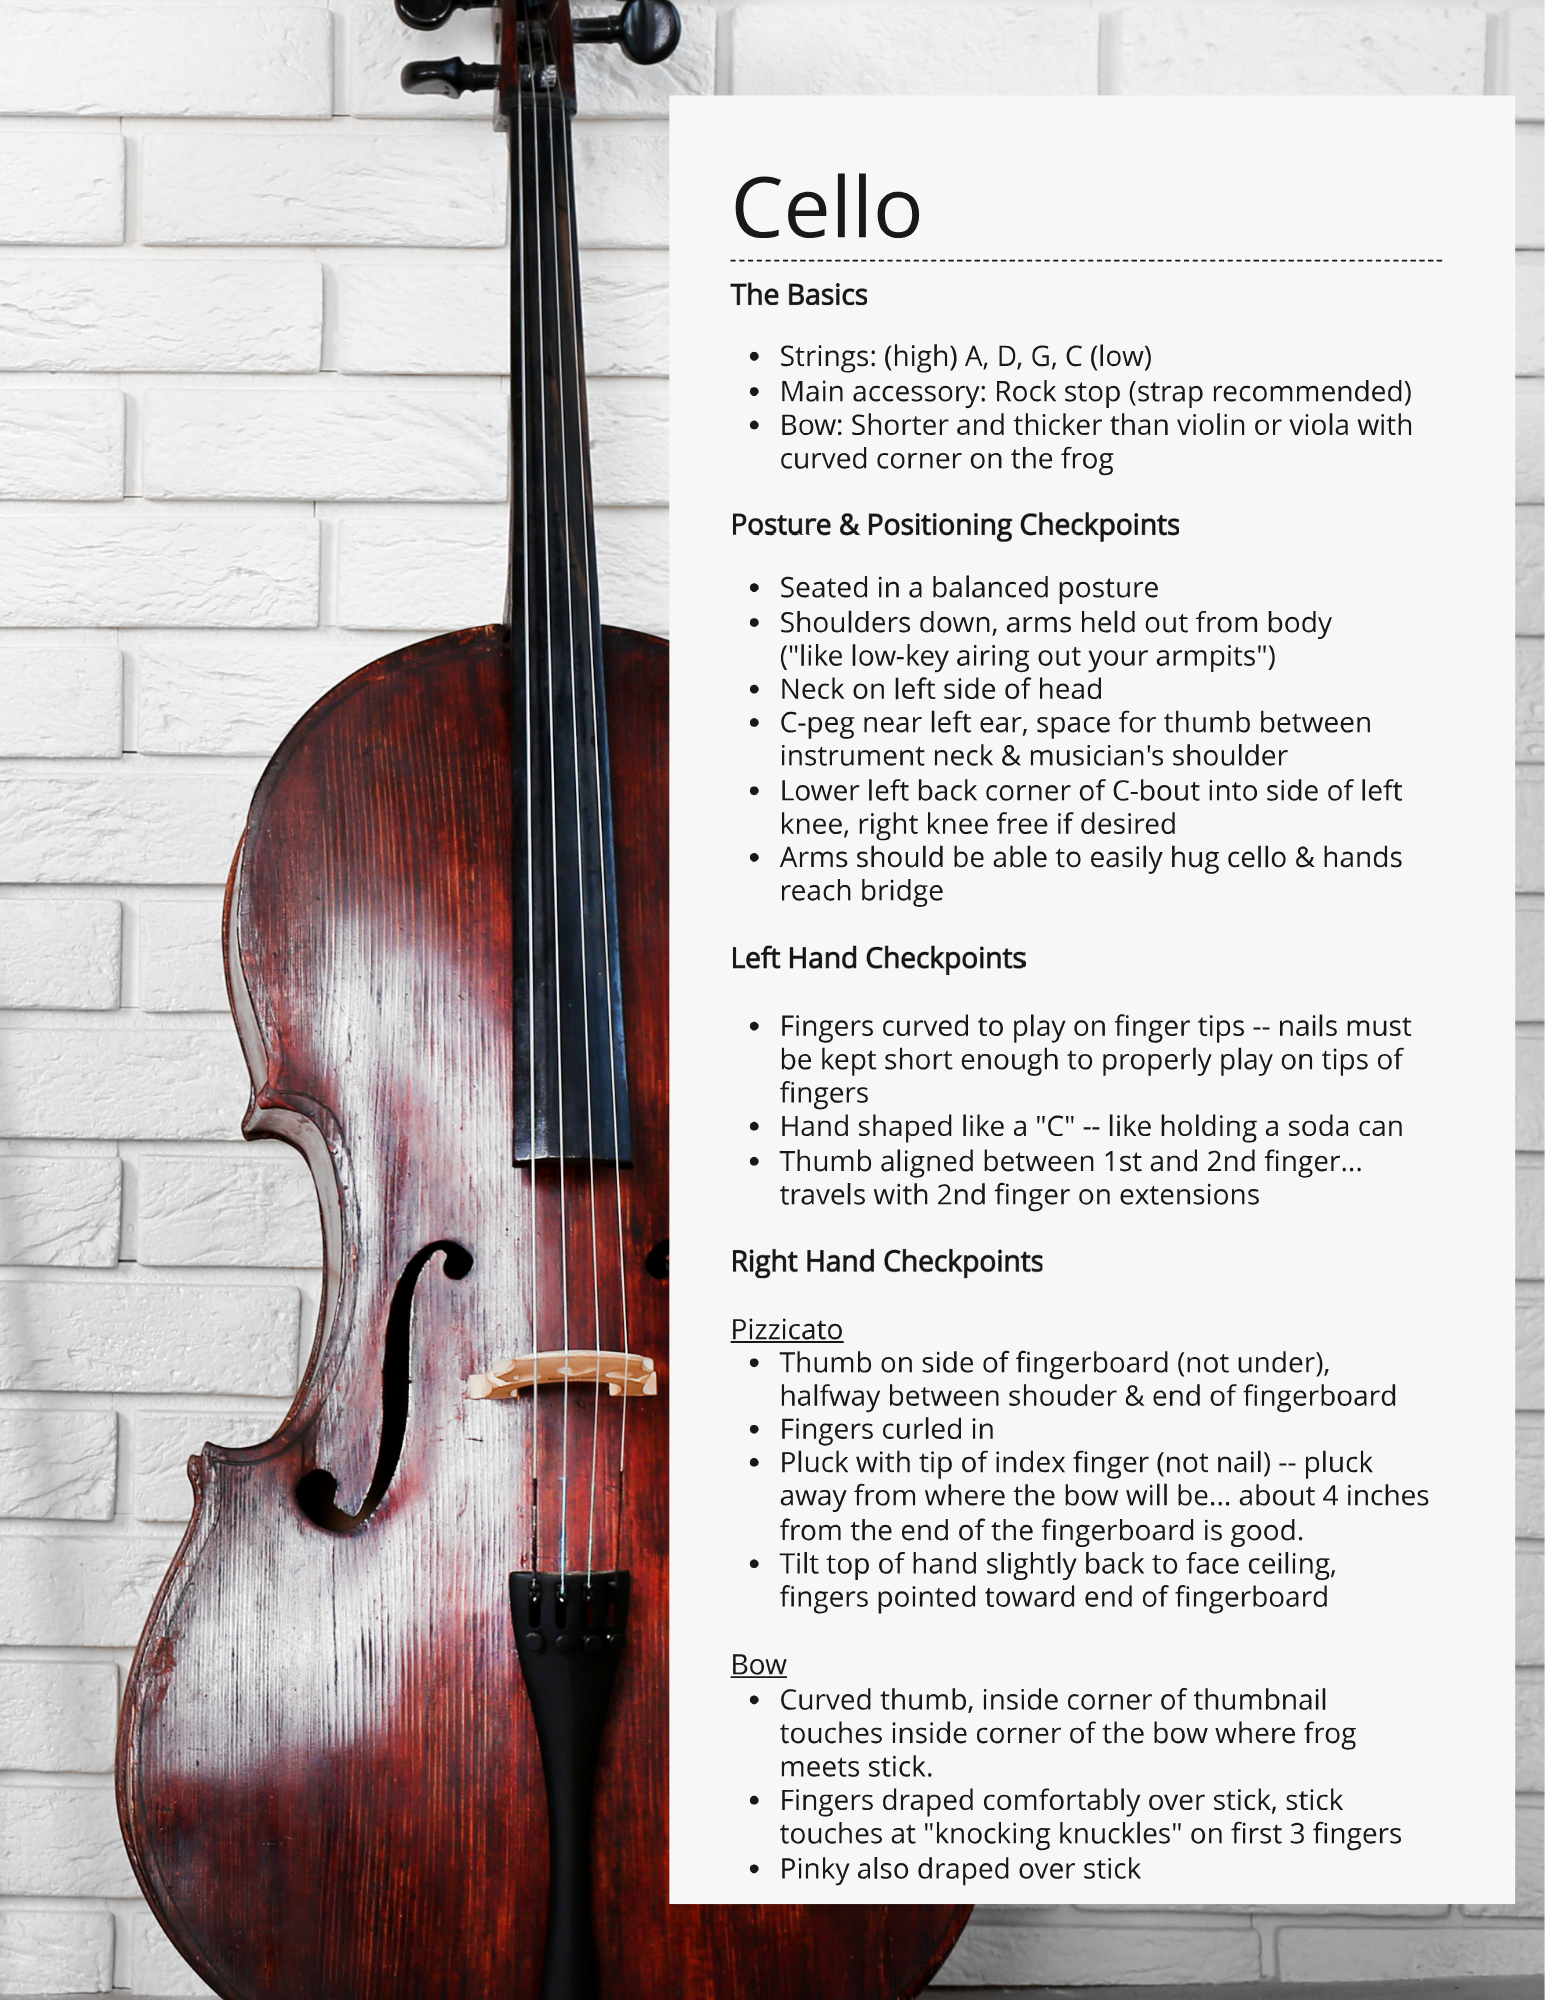 Cello
The Basics
• Strings: (high) A, D, G, C (low)
• Main accessory: Rock stop (strap recommended)
• Bow: Shorter and thicker than violin or viola with
curved corner on the frog
Posture & Positioning Checkpoints
• Seated in a balanced posture
• Shoulders down, arms held out from body
("like low-key airing out your armpits")
• Neck on left side of head
• C-peg near left ear, space for thumb between
instrument neck & musician's shoulder
• Lower left back corner of C-bout into side of left
knee, right knee free if desired
• Arms should be able to easily hug cello & hands
reach bridge
Left Hand Checkpoints
• Fingers curved to play on finger tips -- nails must
be kept short enough to properly play on tips of
fingers
• Hand shaped like a "C" -- like holding a soda can
• Thumb aligned between 1st and 2nd finger...
travels with 2nd finger on extensions
Right Hand Checkpoints
Pizzicato
• Thumb on side of fingerboard (not under),
halfway between shouder & end of fingerboard
• Fingers curled in
• Pluck with tip of index finger (not nail) -- pluck
away from where the bow will be... about 4 inches
from the end of the fingerboard is good.
• Tilt top of hand slightly back to face ceiling,
fingers pointed toward end of fingerboard
Bow
• Curved thumb, inside corner of thumbnail
touches inside corner of the bow where frog
meets stick.
• Fingers draped comfortably over stick, stick
touches at "knocking knuckles" on first 3 fingers
• Pinky also draped over stick